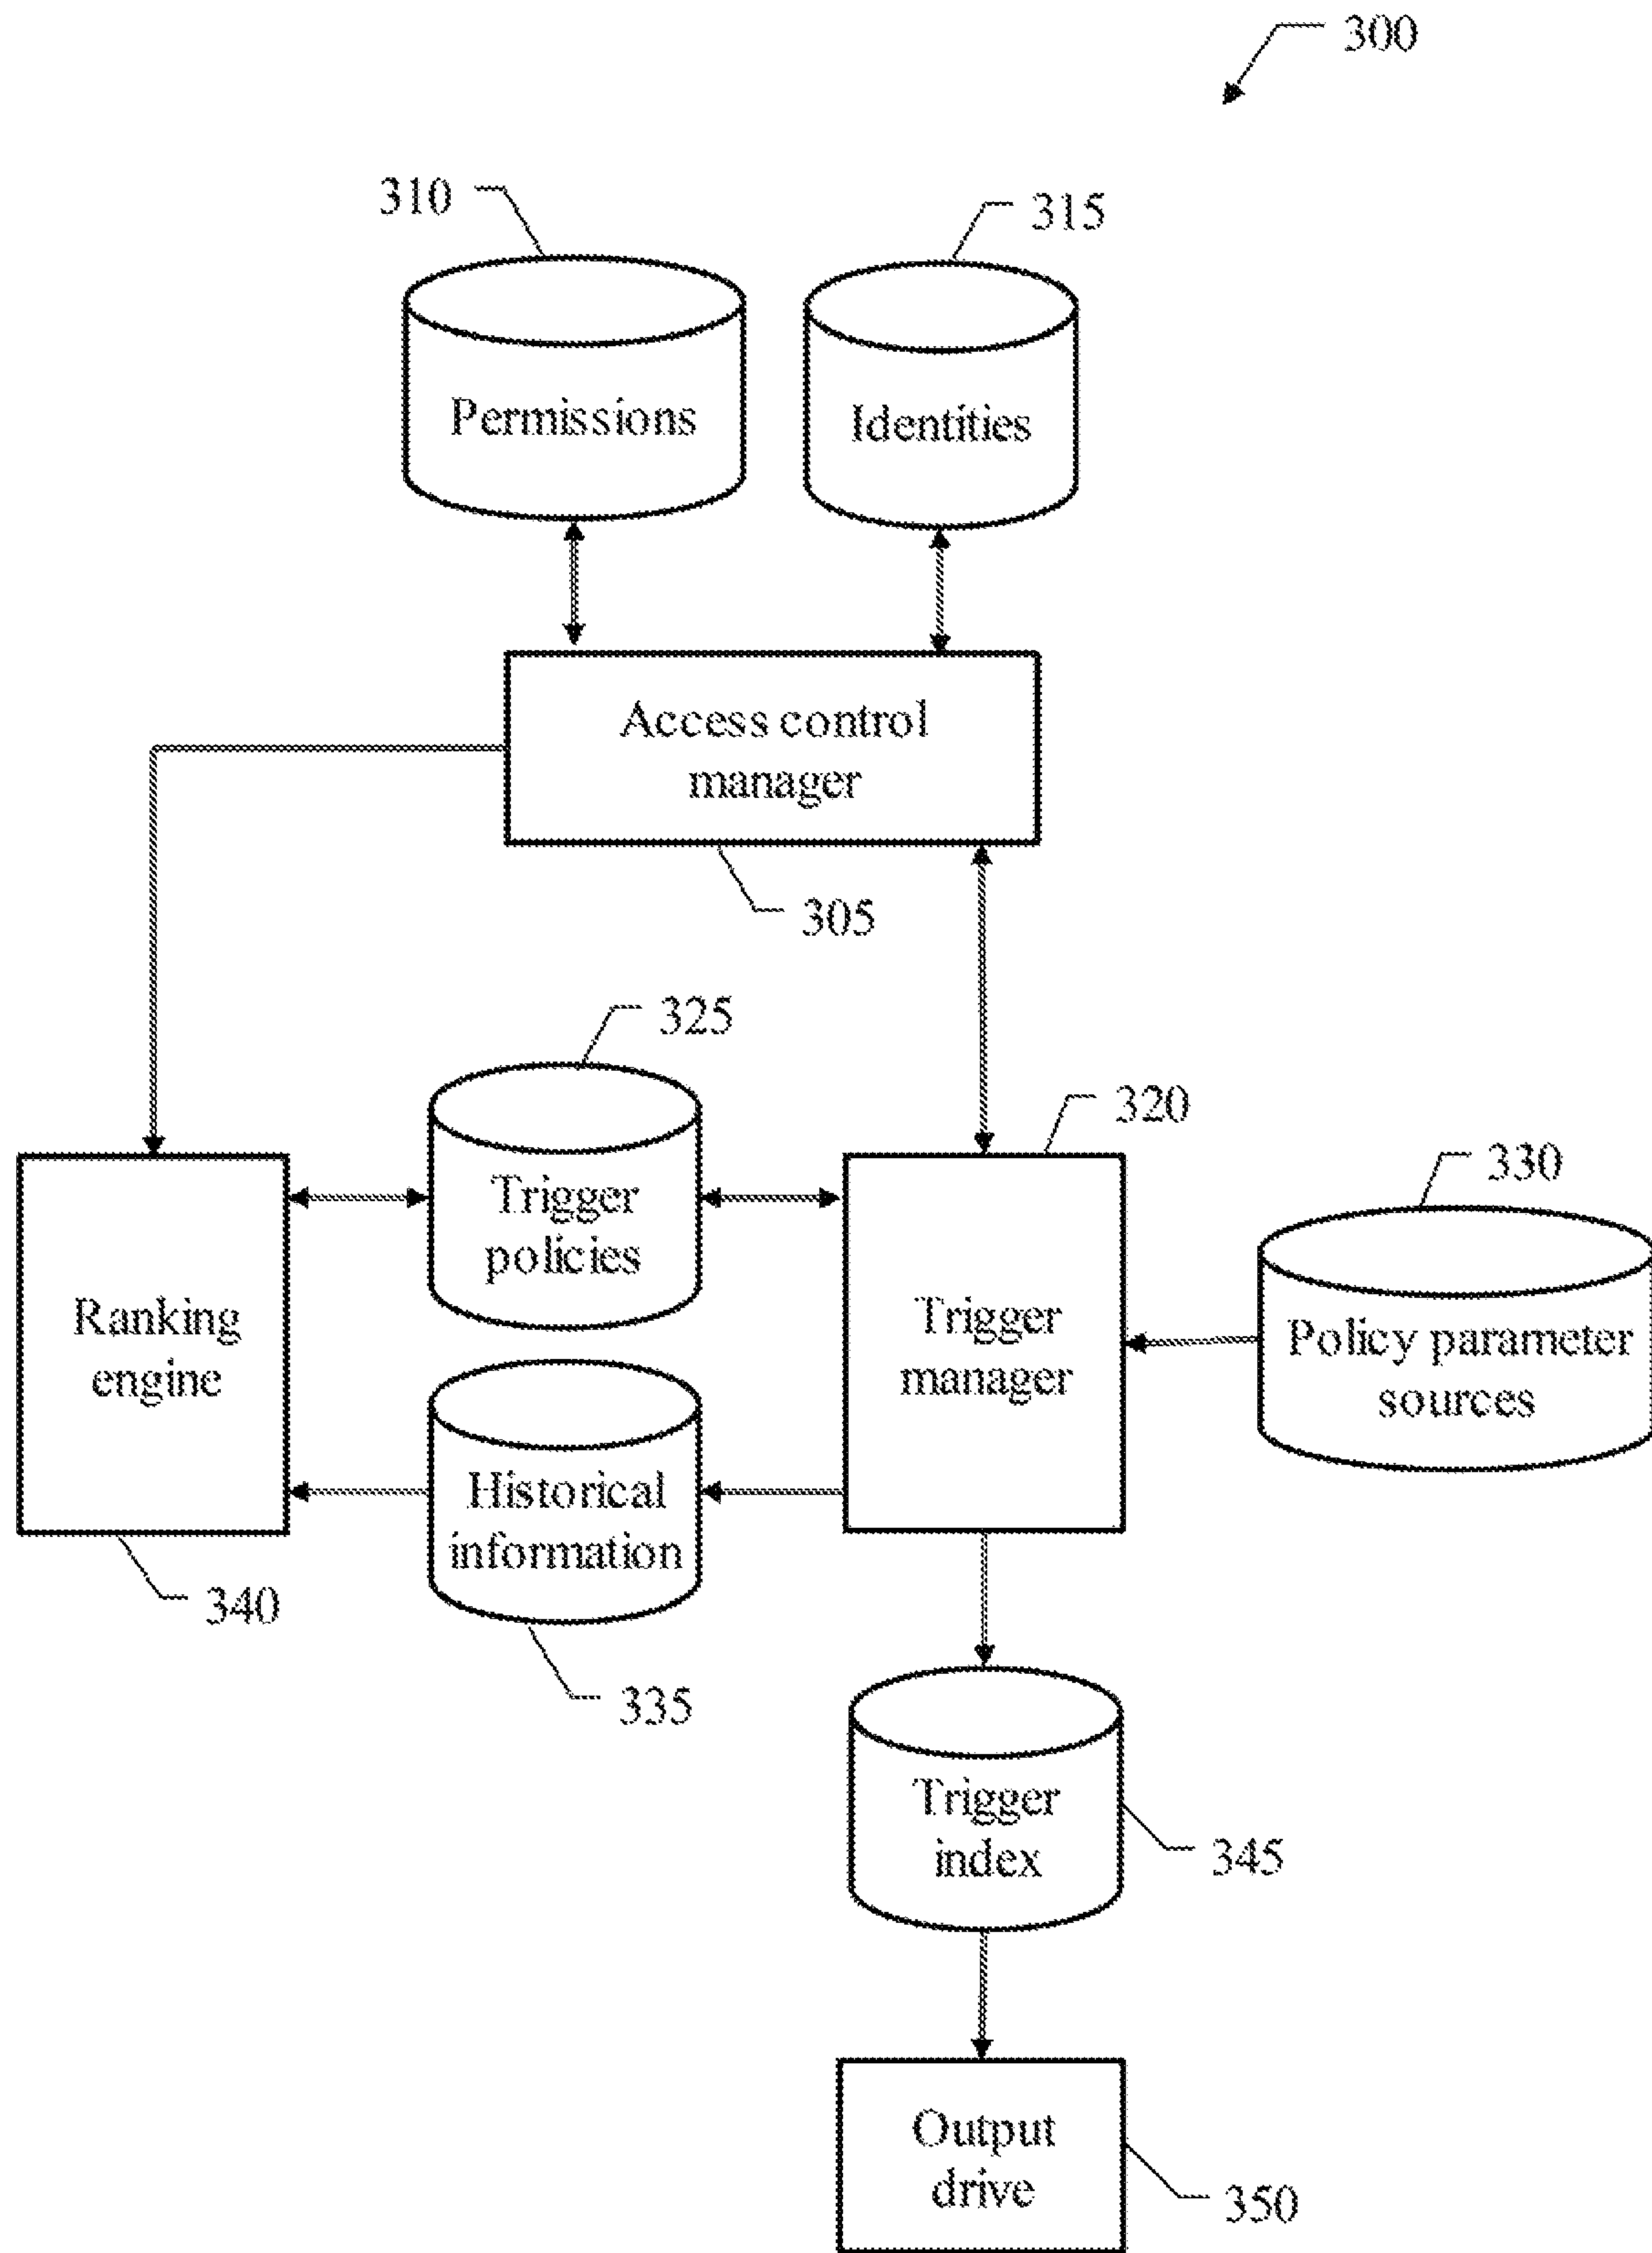 300
310
315
Permissions
Identities
Access control
manager
305
325
320
330
Trigger
policies
Ranking
engine
Trigger
manager
Policy parameter
sources
Historical
information
340
335
Trigger
index
345
Output
drive
350